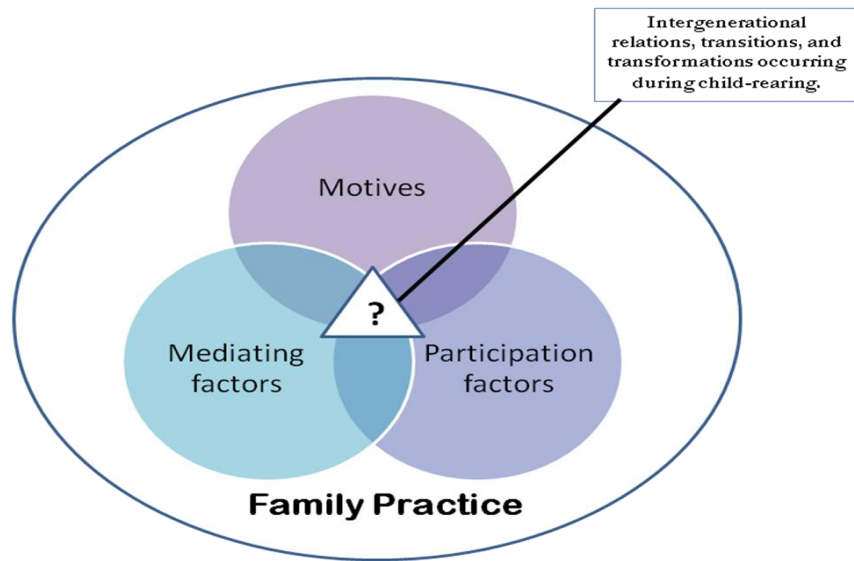 Intergenerational
relations, transitions, and
transformations occurring
during child-rearing.
Motives
?
Mediating
factors
Participation
factors
Family Practice